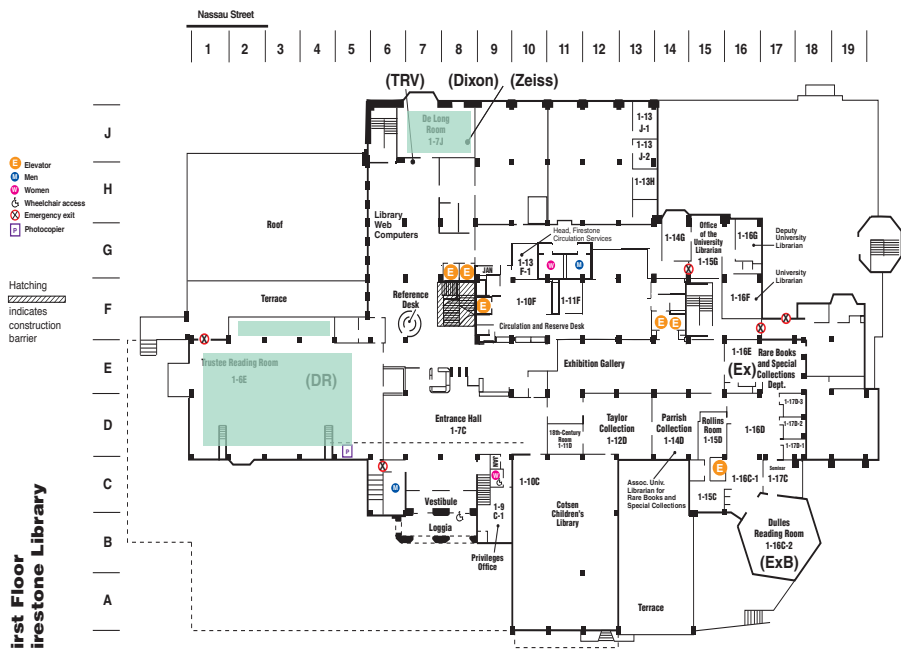 Nassau Street
1 2 3 4 5 6 7 8 9 10 11 12 13 14 15 16 17 18 19
(TRV) (Dixon) (Zeiss)
J
H
G
F
E
D
C
B
A
E Elevator
M Men
W Women
Wheelchair access
X Emergency exit
P Photocopier
Hatching
indicates
construction
barrier
irst Floor
irestone Library
De Long
Room
1-7J
1-13
J-1
1-13
J-2
1-13H
Roof
Library
Web
Computers
Head, Firestone
Circulation Services
1-14G
Office of
the
University
Librarian
1-15G
1-16G
Deputy
University
Librarian
JAN
1-13
F-1
W
M
E E
University
Librarian
Terrace
Reference
Desk
E
1-10F
1-11F
E E
1-16F
Circulation and Reserve Desk
Trustee Reading Room
1-6E
(DR)
Exhibition Gallery
1-16E
(Ex)
Rare Books
and Special
Collections
Dept.
Entrance Hall
1-7C
18th-Century
Room
1-11D
Taylor
Collection
1-12D
Parrish
Collection
1-14D
Rollins
Room
1-15D
1-16D
1-17D-3
1-17D-2
1-17D-1
P
M
JAN
W
1-10C
Assoc. Univ.
Librarian for
Rare Books and
Special Collections
E
1-15C
1-16C-1
Seminar
1-17C
Vestibule
Loggia
1-9
C-1
Privileges
Office
Cotsen
Children's
Library
Dulles
Reading Room
1-16C-2
(ExB)
Terrace